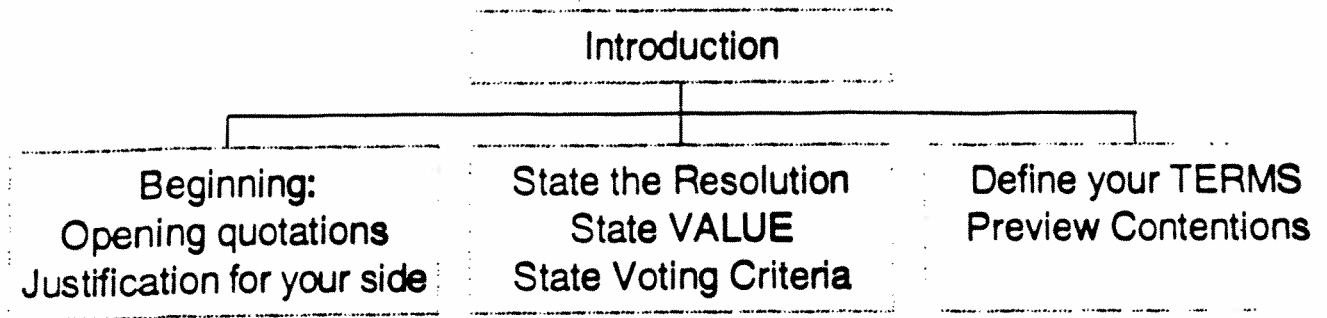 Introduction
Beginning:
Opening quotations
Justification for your side
State the Resolution
State VALUE
State Voting Criteria
Define your TERMS
Preview Contentions